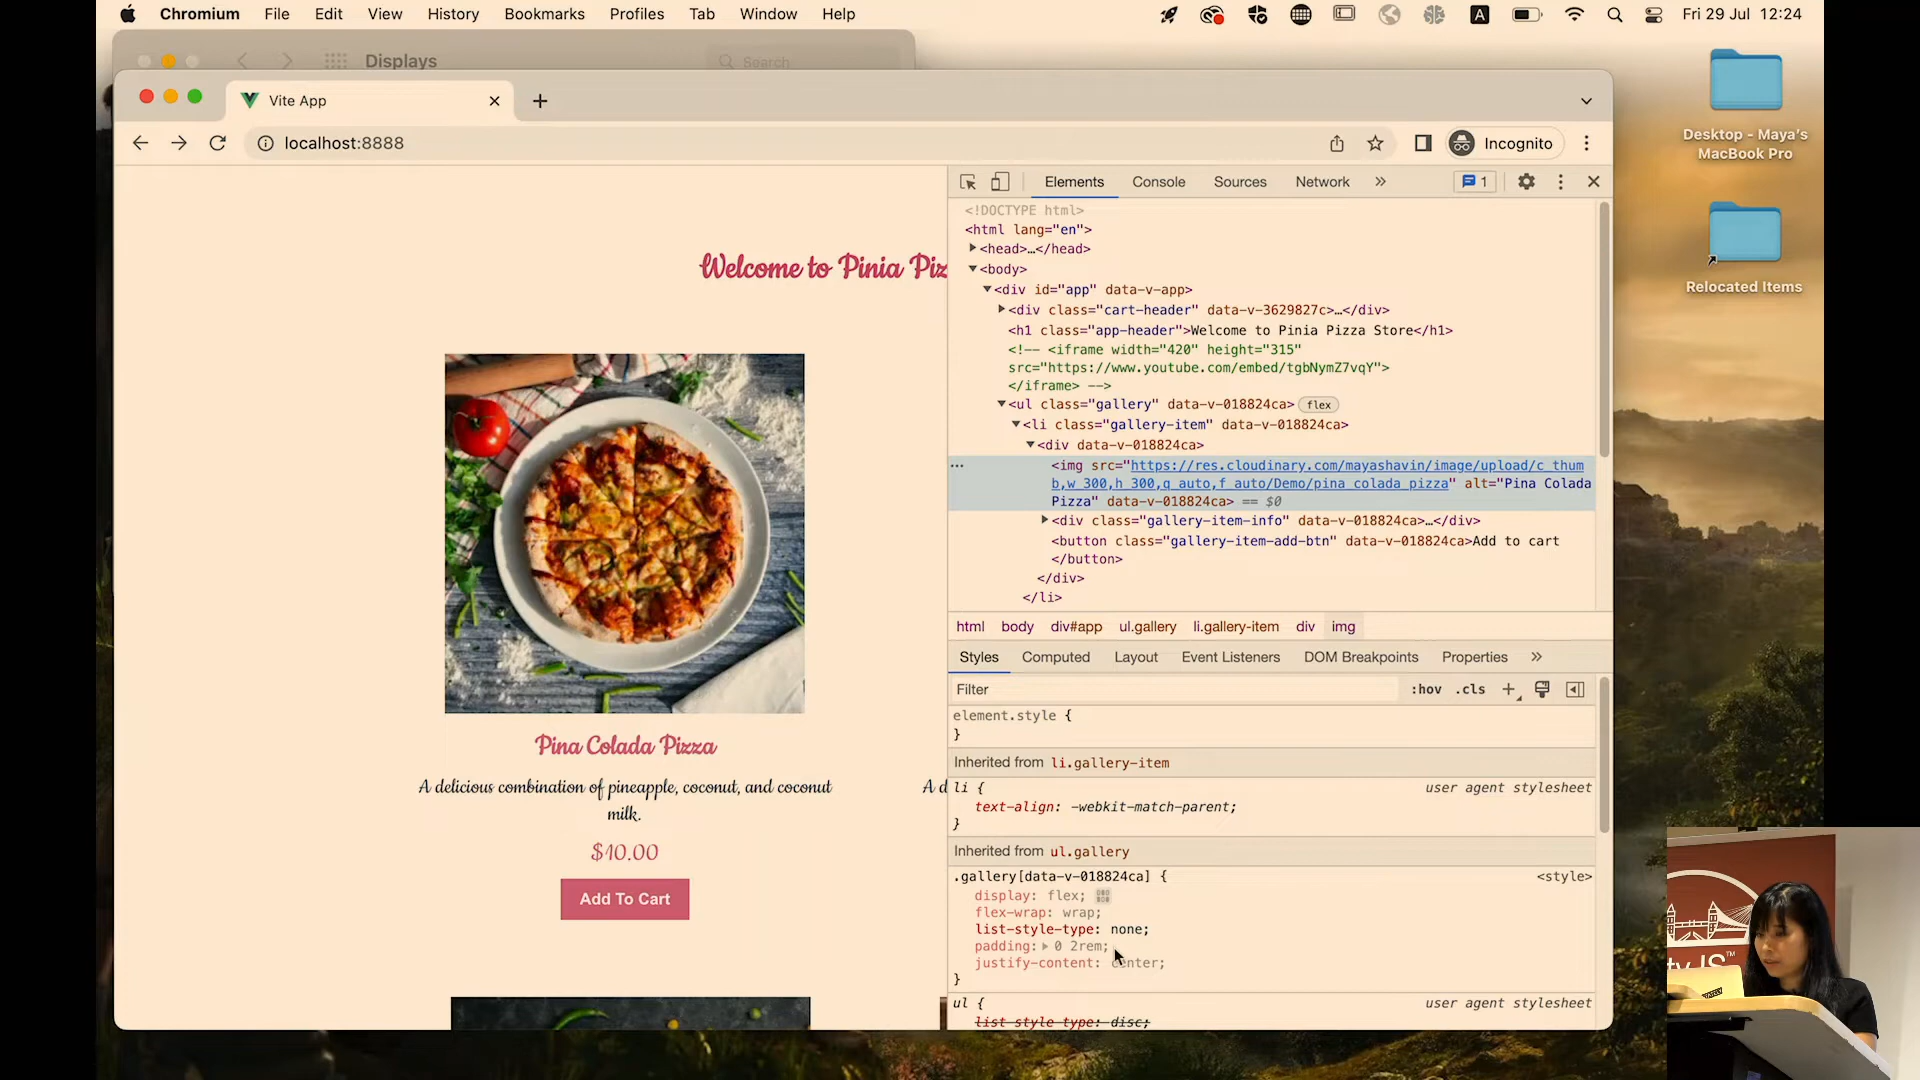 Chromium File Edit View History Bookmarks Profiles Tab Window Help
A
Fri 29 Jul 12:24
Displays
Search
Vite App
localhost:8888
Incognito
Desktop - Maya's
MacBook Pro
Relocated Items
Welcome to Pinia Piz
Pina Colada Pizza
A delicious combination of pineapple, coconut, and coconut
milk.
$10.00
Add To Cart
A d
Elements Console Sources Network
1
<!DOCTYPE html>
<html lang="en">
<head>…</head>
<body>
<div id="app" data-v-app>
<div class="cart-header" data-v-3629827c>…</div>
<h1 class="app-header">Welcome to Pinia Pizza Store</h1>
<!-- <iframe width="420" height="315"
src="https://www.youtube.com/embed/tgbNymZ7vqY">
</iframe> -->
<ul class="gallery" data-v-018824ca> flex
<li class="gallery-item" data-v-018824ca>
<div data-v-018824ca>
<img src="https://res.cloudinary.com/mayashavin/image/upload/c_thum
b,w_300,h_300,q_auto,f_auto/Demo/pina_colada_pizza" alt="Pina Colada
Pizza" data-v-018824ca> == $0
<div class="gallery-item-info" data-v-018824ca>…</div>
<button class="gallery-item-add-btn" data-v-018824ca>Add to cart
</button>
</div>
</li>
html body div#app ul.gallery li.gallery-item div img
Styles Computed Layout Event Listeners DOM Breakpoints Properties
Filter
:hov .cls
element.style {
}
Inherited from li.gallery-item
li {
user agent stylesheet
text-align: -webkit-match-parent;
}
Inherited from ul.gallery
.gallery[data-v-018824ca] {
<style>
display: flex;
flex-wrap: wrap;
list-style-type: none;
padding: 0 2rem;
justify-content: center;
}
ul {
user agent stylesheet
list-style-type: disc;
tyJS™